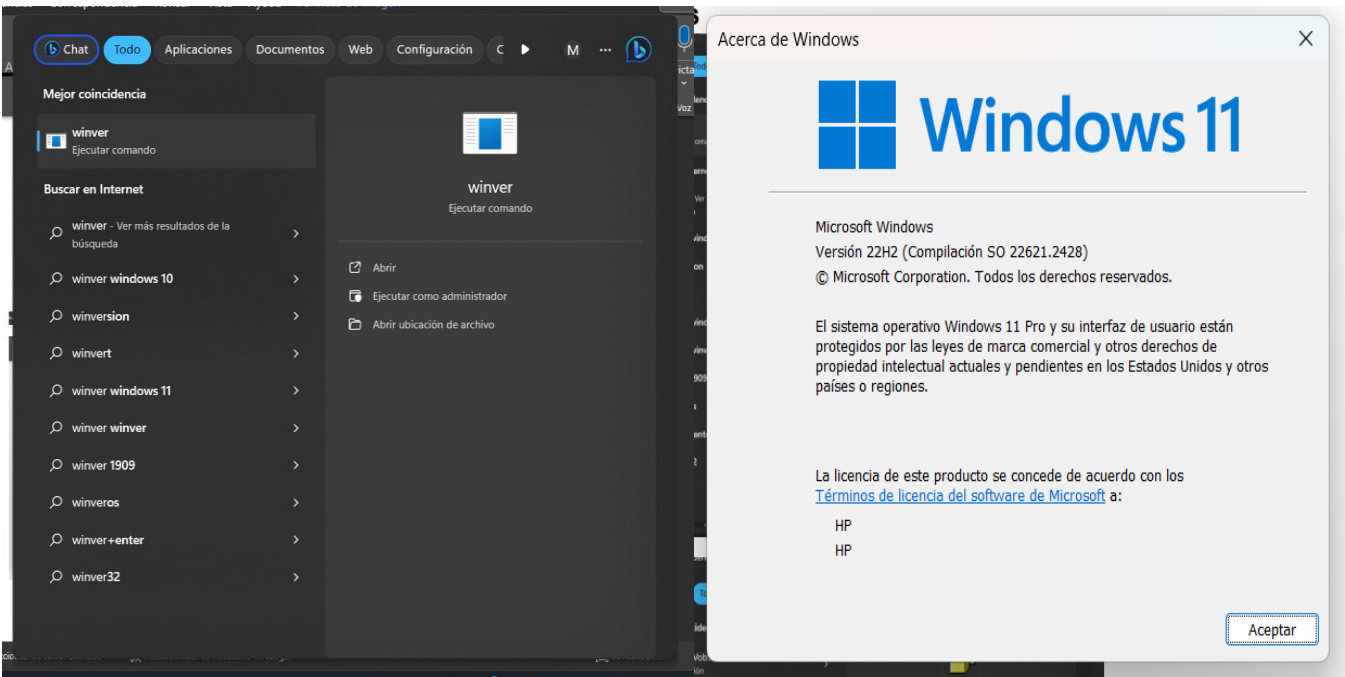 Chat
Todo
Aplicaciones
Documentos
Web
Configuración
C
M
...
Mejor coincidencia
winver
Ejecutar comando
Buscar en Internet
winver - Ver más resultados de la
búsqueda
winver windows 10
winversion
winvert
winver windows 11
winver winver
winver 1909
winveros
winver+enter
winver32
winver
Ejecutar comando
Abrir
Ejecutar como administrador
Abrir ubicación de archivo
Voz
Acerca de Windows
Windows 11
Microsoft Windows
Versión 22H2 (Compilación SO 22621.2428)
© Microsoft Corporation. Todos los derechos reservados.
El sistema operativo Windows 11 Pro y su interfaz de usuario están
protegidos por las leyes de marca comercial y otros derechos de
propiedad intelectual actuales y pendientes en los Estados Unidos y otros
países o regiones.
La licencia de este producto se concede de acuerdo con los
Términos de licencia del software de Microsoft a:
HP
HP
Aceptar